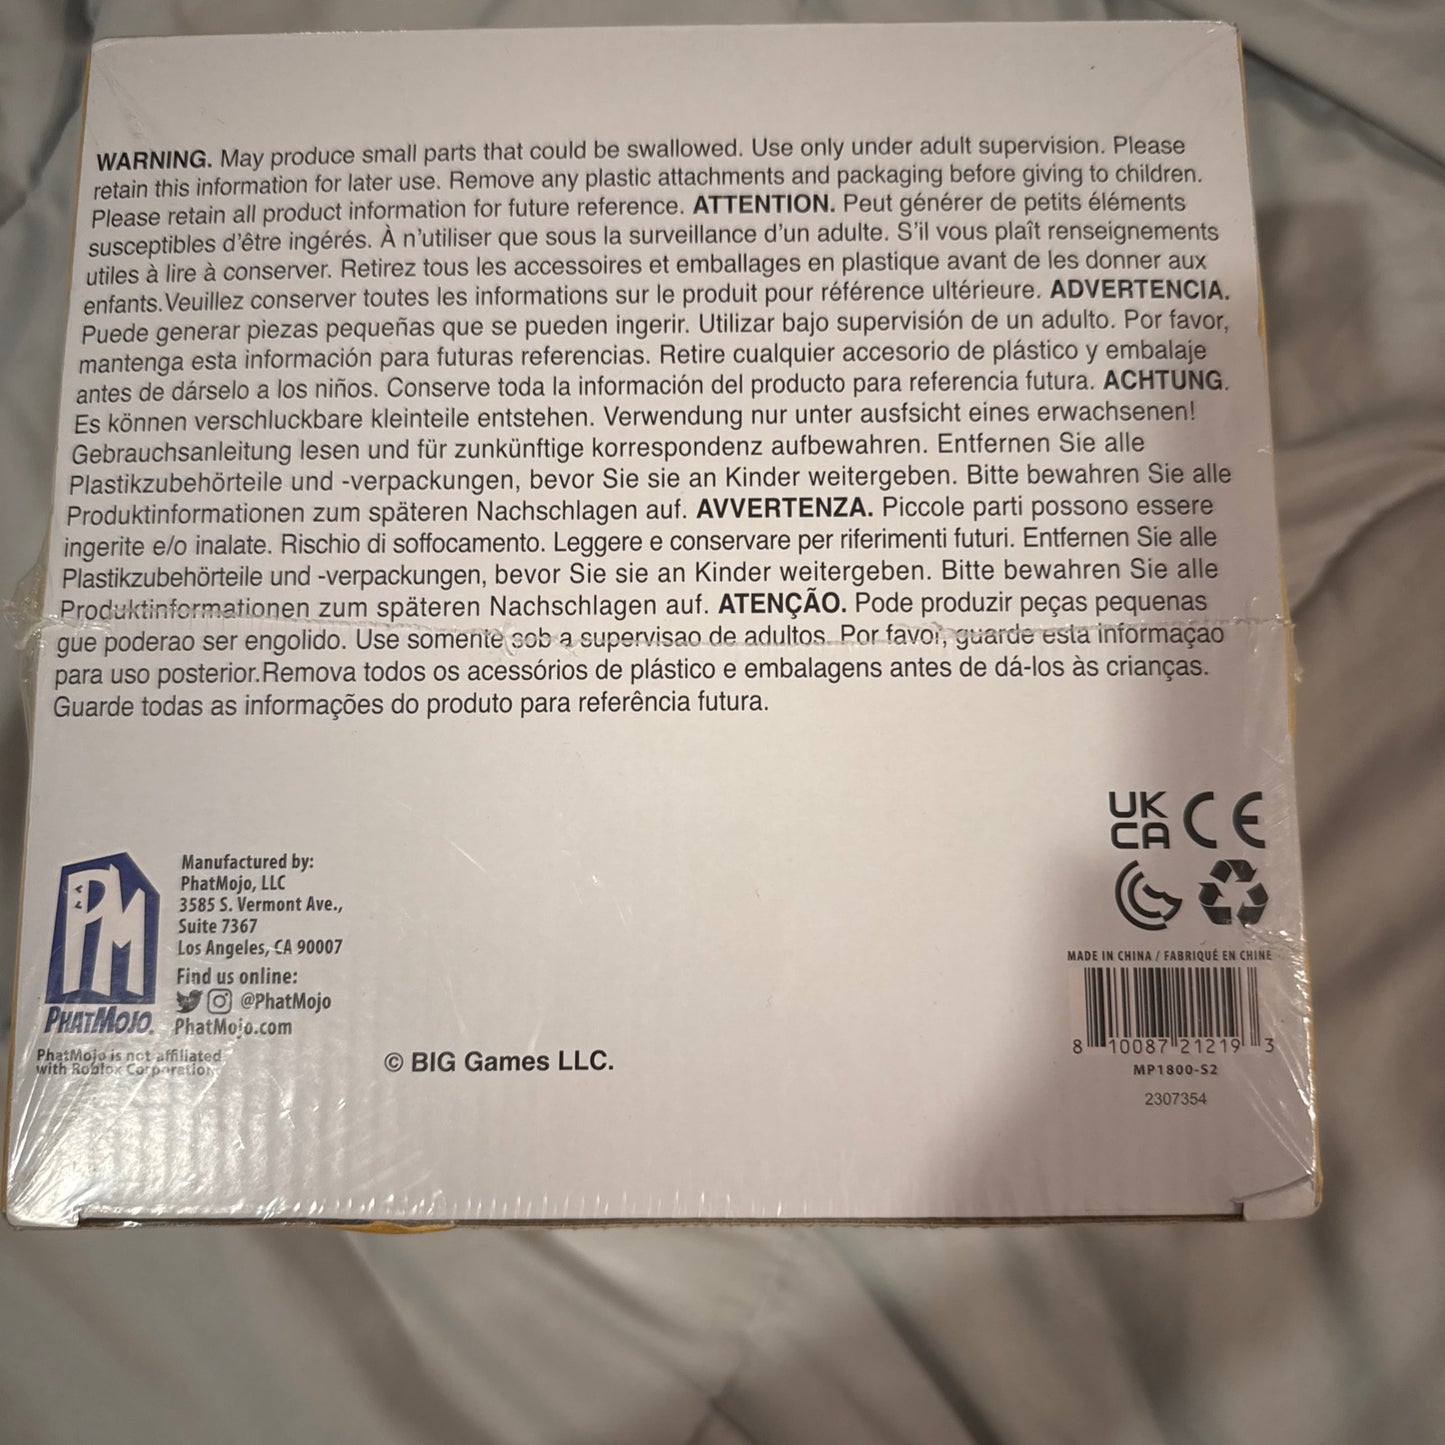 WARNING. May produce small parts that could be swallowed. Use only under adult supervision. Please
retain this information for later use. Remove any plastic attachments and packaging before giving to children.
Please retain all product information for future reference. ATTENTION. Peut générer de petits éléments
susceptibles d'être ingérés. À n'utiliser que sous la surveillance d'un adulte. S'il vous plaît renseignements
utiles à lire à conserver. Retirez tous les accessoires et emballages en plastique avant de les donner aux
enfants.Veuillez conserver toutes les informations sur le produit pour référence ultérieure. ADVERTENCIA.
Puede generar piezas pequeñas que se pueden ingerir. Utilizar bajo supervisión de un adulto. Por favor,
mantenga esta información para futuras referencias. Retire cualquier accesorio de plástico y embalaje
antes de dárselo a los niños. Conserve toda la información del producto para referencia futura. ACHTUNG.
Es können verschluckbare kleinteile entstehen. Verwendung nur unter ausfsicht eines erwachsenen!
Gebrauchsanleitung lesen und für zunkünftige korrespondenz aufbewahren. Entfernen Sie alle
Plastikzubehörteile und -verpackungen, bevor Sie sie an Kinder weitergeben. Bitte bewahren Sie alle
Produktinformationen zum späteren Nachschlagen auf. AVVERTENZA. Piccole parti possono essere
ingerite e/o inalate. Rischio di soffocamento. Leggere e conservare per riferimenti futuri. Entfernen Sie alle
Plastikzubehörteile und -verpackungen, bevor Sie sie an Kinder weitergeben. Bitte bewahren Sie alle
Produktinformationen zum späteren Nachschlagen auf. ATENÇÃO. Pode produzir peças pequenas
gue poderao ser engolido. Use somente sob a supervisao de adultos. Por favor, guarde esta informaçao
para uso posterior.Remova todos os acessórios de plástico e embalagens antes de dá-los às crianças.
Guarde todas as informações do produto para referência futura.
UK
CA CE
PM
PHATMOJO.
Manufactured by:
PhatMojo, LLC
3585 S. Vermont Ave.,
Suite 7367
Los Angeles, CA 90007
Find us online:
@PhatMojo
PhatMojo.com
PhatMojo is not affiliated
with Roblox Corporation.
© BIG Games LLC.
MADE IN CHINA / FABRIQUÉ EN CHINE
8 10087 21219 3
MP1800-S2
2307354